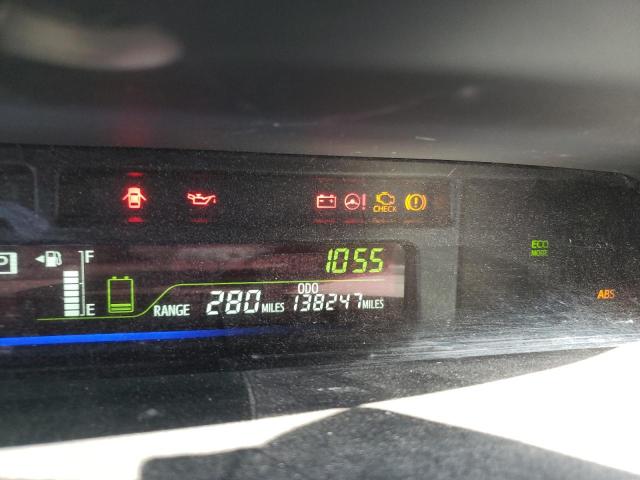 CHECK
F
1055
ECO
MODE
P
ODO
ABS
E
RANGE 280 MILES 138247 MILES